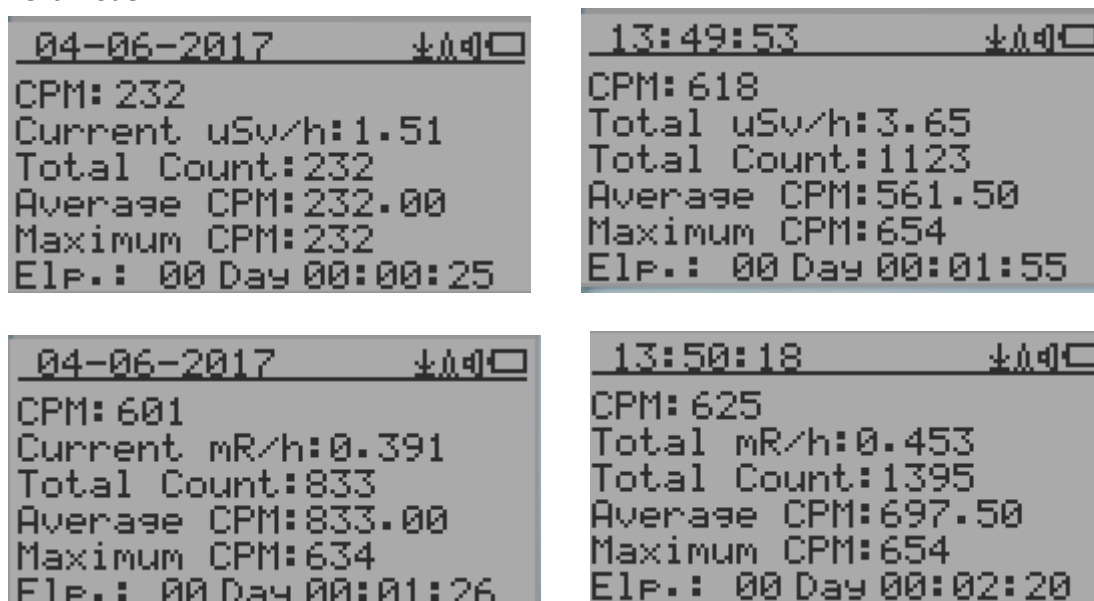 04-06-2017
CPM:232
Current uSv/h:1.51
Total Count:232
Average CPM:232.00
Maximum CPM:232
Elp.: 00 Day 00:00:25
13:49:53
CPM:618
Total uSv/h:3.65
Total Count:1123
Average CPM:561.50
Maximum CPM:654
Elp.: 00 Day 00:01:55
04-06-2017
CPM:601
Current mR/h:0.391
Total Count:833
Average CPM:833.00
Maximum CPM:634
Elp.: 00 Day 00:01:26
13:50:18
CPM:625
Total mR/h:0.453
Total Count:1395
Average CPM:697.50
Maximum CPM:654
Elp.: 00 Day 00:02:20